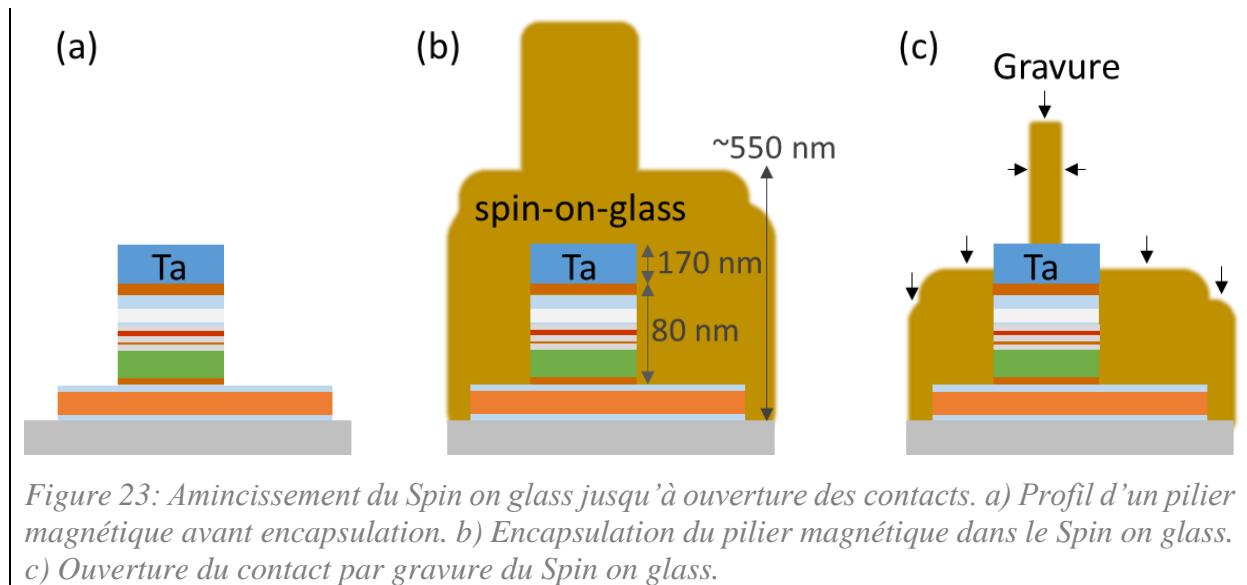 (a)
Ta
(b)
~550 nm
spin-on-glass
Ta
170 nm
80 nm
(c)
Gravure
Ta
Figure 23: Amincissement du Spin on glass jusqu’à ouverture des contacts. a) Profil d’un pilier
magnétique avant encapsulation. b) Encapsulation du pilier magnétique dans le Spin on glass.
c) Ouverture du contact par gravure du Spin on glass.